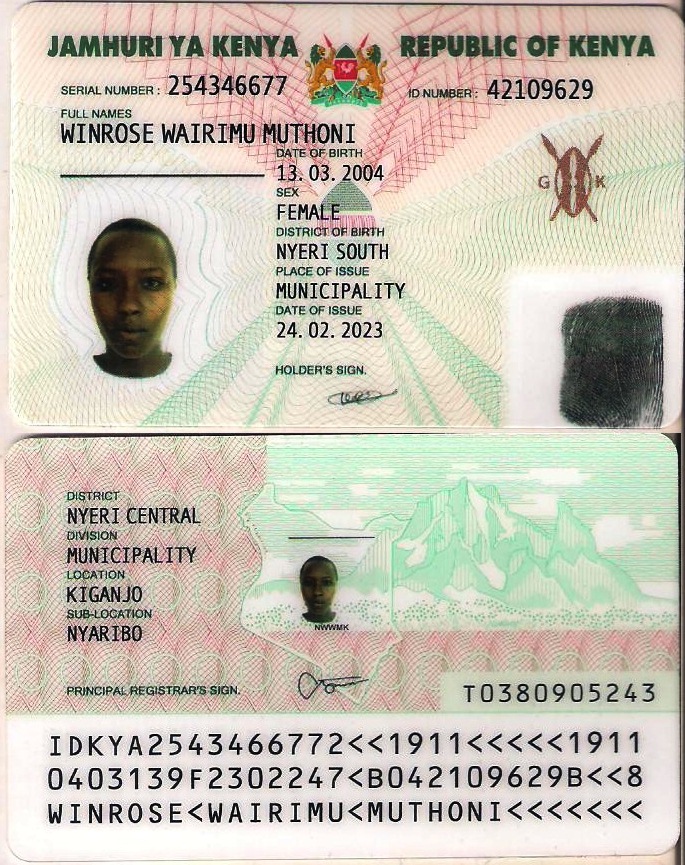 JAMHURI YA KENYA REPUBLIC OF KENYA
SERIAL NUMBER : 254346677 ID NUMBER : 42109629
FULL NAMES
WINROSE WAIRIMU MUTHONI
DATE OF BIRTH
13. 03. 2004
SEX
FEMALE
G K
DISTRICT OF BIRTH
NYERI SOUTH
PLACE OF ISSUE
MUNICIPALITY
DATE OF ISSUE
24. 02. 2023
HOLDER'S SIGN.
DISTRICT
NYERI CENTRAL
DIVISION
MUNICIPALITY
LOCATION
KIGANJO
SUB-LOCATION
NYARIBO
NWWMK
PRINCIPAL REGISTRAR'S SIGN.
T0380905243
IDKYA2543466772<<1911<<<<<1911
0403139F2302247<B042109629B<<8
WINROSE<WAIRIMU<MUTHONI<<<<<<<